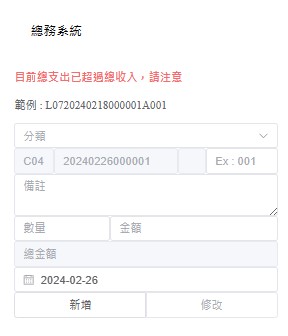 總務系統
目前總支出已超過總收入，請注意
範例 : L0720240218000001A001
分類
C04 20240226000001 Ex : 001
備註
數量 金額
總金額
2024-02-26
新增 修改